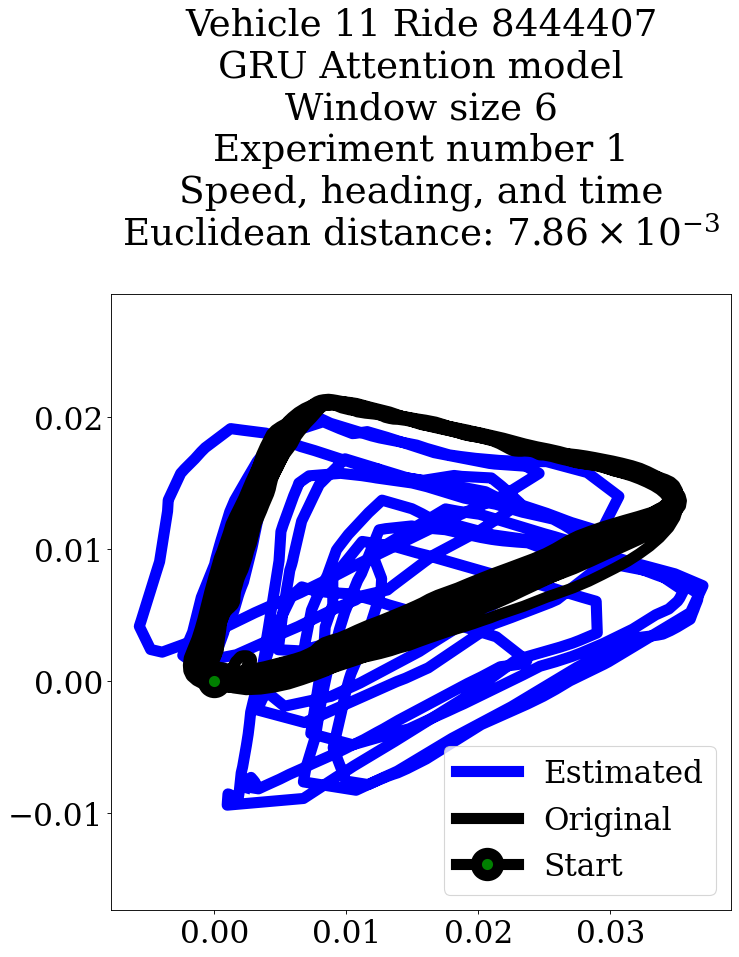 Vehicle 11 Ride 8444407
GRU Attention model
Window size 6
Experiment number 1
Speed, heading, and time
Euclidean distance: 7.86 × 10⁻³
0.02
0.01
0.00
−0.01
Estimated
Original
Start
0.00 0.01 0.02 0.03